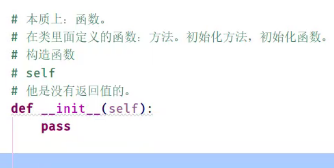 # 本质上：函数。
# 在类里面定义的函数：方法。初始化方法，初始化函数。
# 构造函数
# self
# 他是没有返回值的。
def __init__(self):
    pass